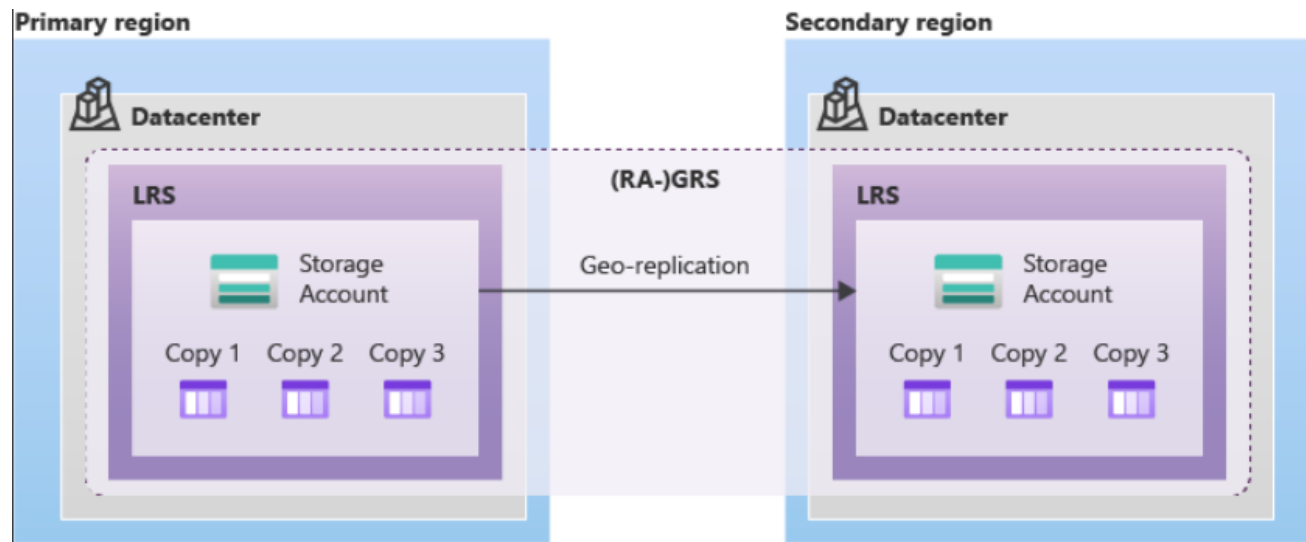 Primary region
Secondary region
Datacenter
Datacenter
(RA-)GRS
LRS
LRS
Storage
Account
Geo-replication
Storage
Account
Copy 1 Copy 2 Copy 3
Copy 1 Copy 2 Copy 3